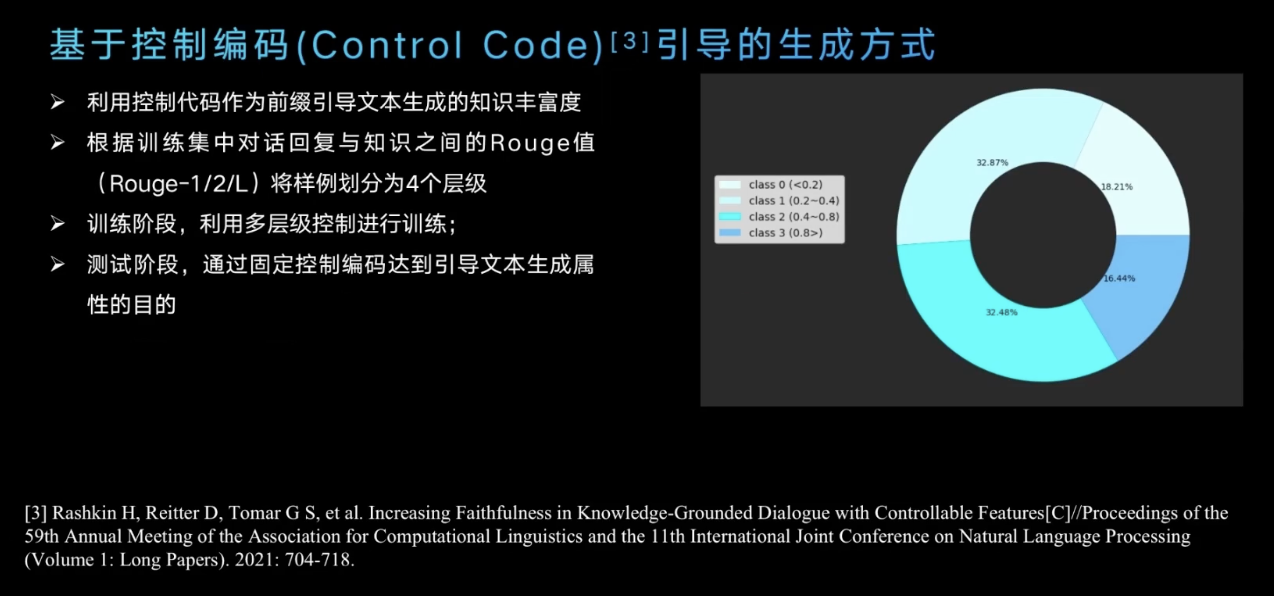 基于控制编码(Control Code)[3]引导的生成方式
➢ 利用控制代码作为前缀引导文本生成的知识丰富度
➢ 根据训练集中对话回复与知识之间的Rouge值
（Rouge-1/2/L）将样例划分为4个层级
➢ 训练阶段，利用多层级控制进行训练；
➢ 测试阶段，通过固定控制编码达到引导文本生成属
性的目的
class 0 (<0.2)
class 1 (0.2~0.4)
class 2 (0.4~0.8)
class 3 (0.8>)
32.87%
18.21%
16.44%
32.48%
[3] Rashkin H, Reitter D, Tomar G S, et al. Increasing Faithfulness in Knowledge-Grounded Dialogue with Controllable Features[C]//Proceedings of the
59th Annual Meeting of the Association for Computational Linguistics and the 11th International Joint Conference on Natural Language Processing
(Volume 1: Long Papers). 2021: 704-718.